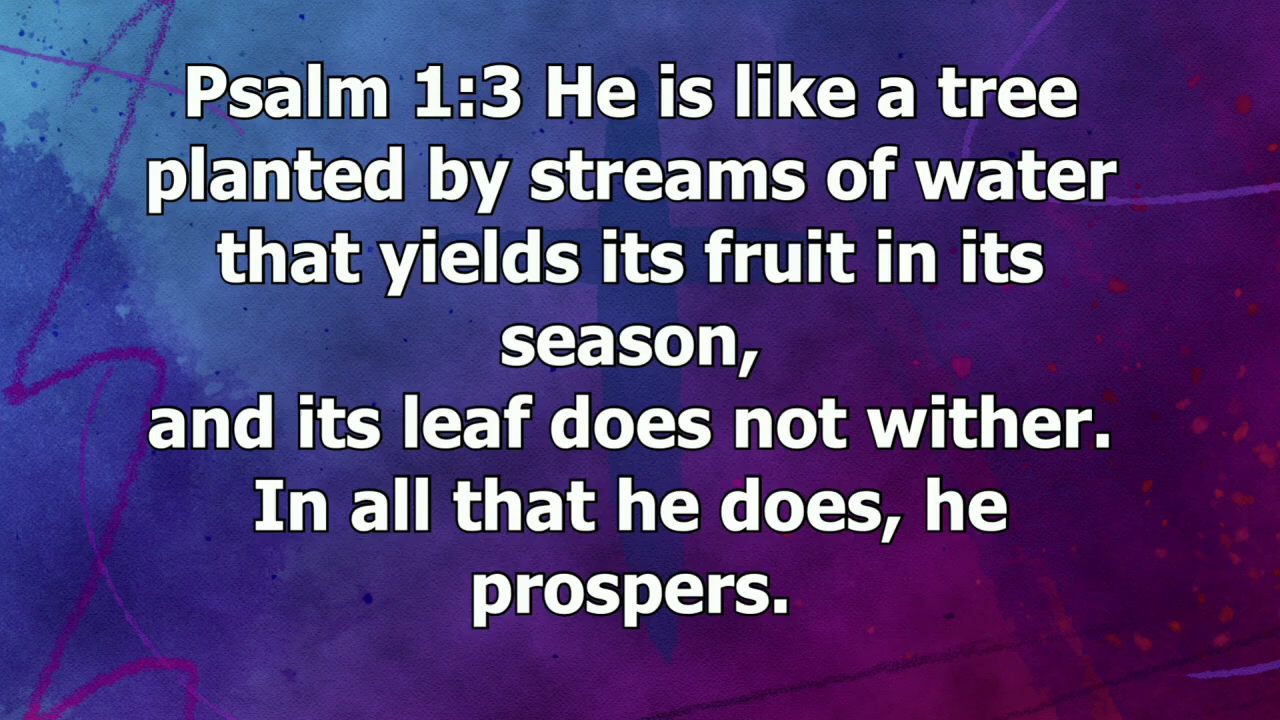 Psalm 1:3 He is like a tree
planted by streams of water
that yields its fruit in its
season,
and its leaf does not wither.
In all that he does, he
prospers.